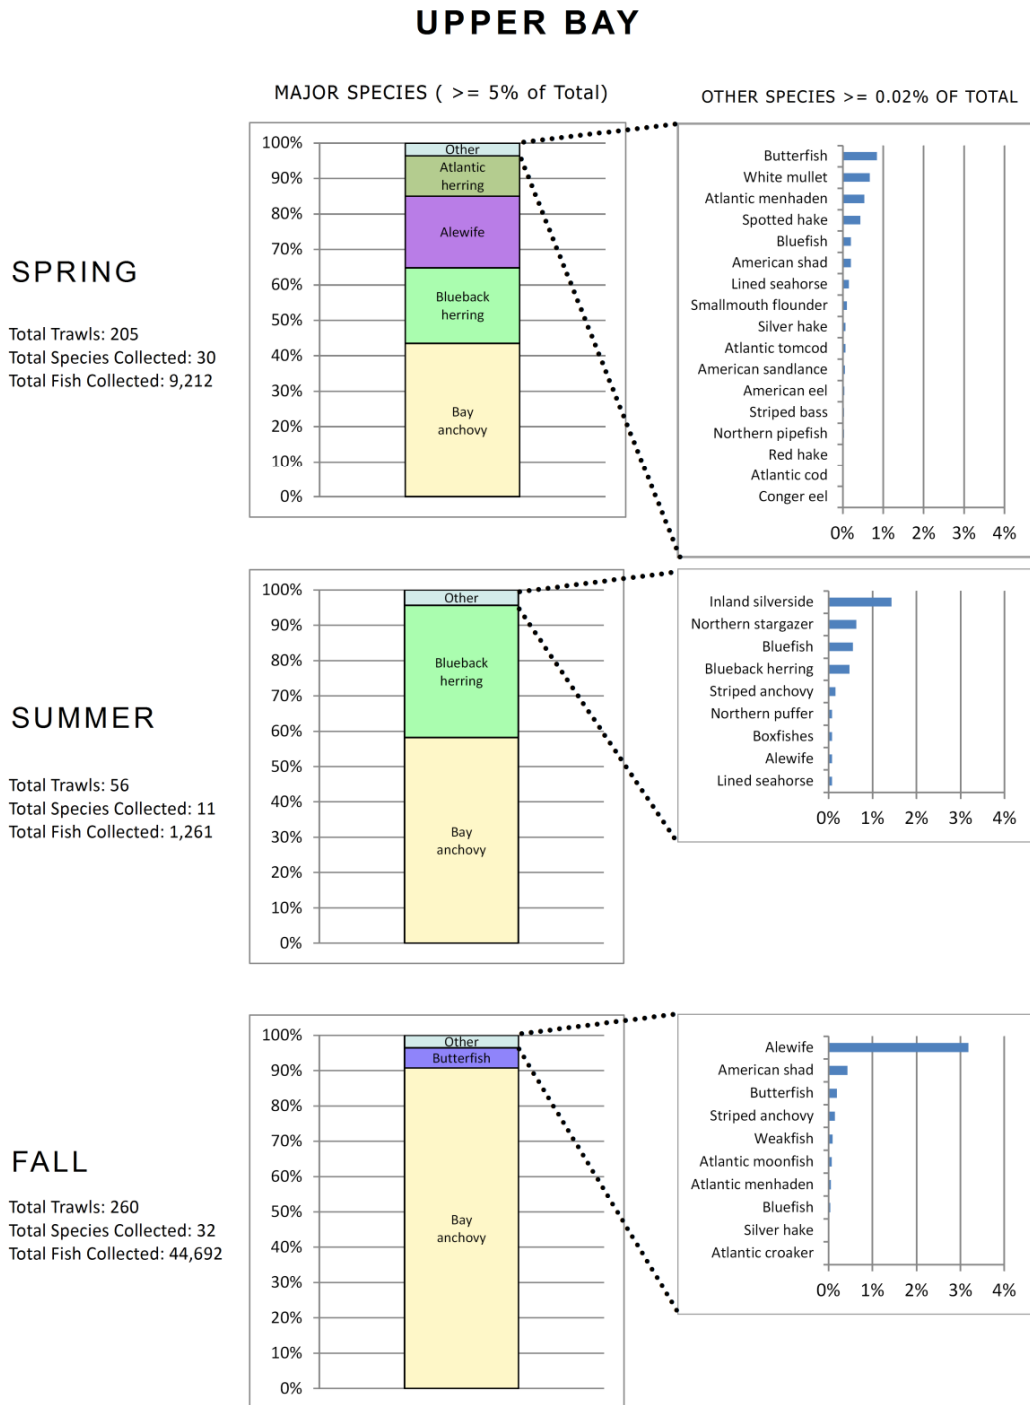 UPPER BAY
MAJOR SPECIES ( >= 5% of Total)
OTHER SPECIES >= 0.02% OF TOTAL
SPRING
Total Trawls: 205
Total Species Collected: 30
Total Fish Collected: 9,212
100%
90%
80%
70%
60%
50%
40%
30%
20%
10%
0%
Other
Atlantic
herring
Alewife
Blueback
herring
Bay
anchovy
Butterfish
White mullet
Atlantic menhaden
Spotted hake
Bluefish
American shad
Lined seahorse
Smallmouth flounder
Silver hake
Atlantic tomcod
American sandlance
American eel
Striped bass
Northern pipefish
Red hake
Atlantic cod
Conger eel
0% 1% 2% 3% 4%
SUMMER
Total Trawls: 56
Total Species Collected: 11
Total Fish Collected: 1,261
100%
90%
80%
70%
60%
50%
40%
30%
20%
10%
0%
Other
Blueback
herring
Bay
anchovy
Inland silverside
Northern stargazer
Bluefish
Blueback herring
Striped anchovy
Northern puffer
Boxfishes
Alewife
Lined seahorse
0% 1% 2% 3% 4%
FALL
Total Trawls: 260
Total Species Collected: 32
Total Fish Collected: 44,692
100%
90%
80%
70%
60%
50%
40%
30%
20%
10%
0%
Other
Butterfish
Bay
anchovy
Alewife
American shad
Butterfish
Striped anchovy
Weakfish
Atlantic moonfish
Atlantic menhaden
Bluefish
Silver hake
Atlantic croaker
0% 1% 2% 3% 4%